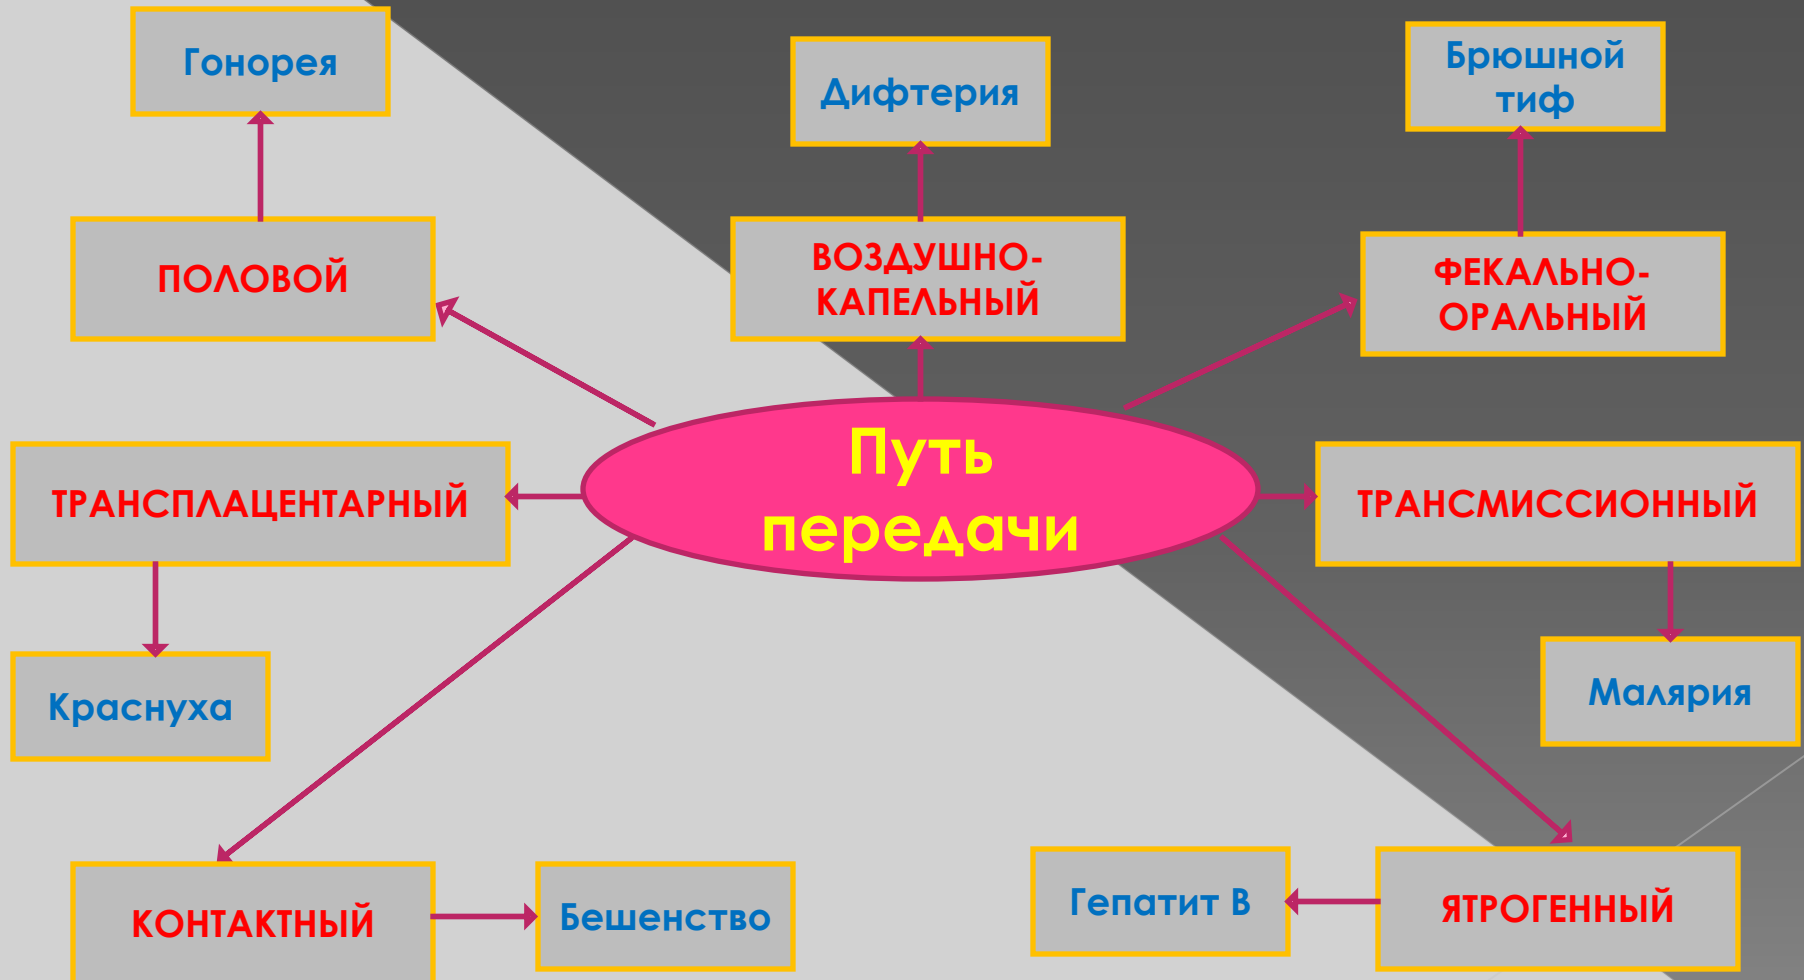 Гонорея
Дифтерия
Брюшной
тиф
ПОЛОВОЙ
ВОЗДУШНО-
КАПЕЛЬНЫЙ
ФЕКАЛЬНО-
ОРАЛЬНЫЙ
Путь
передачи
ТРАНСПЛАЦЕНТАРНЫЙ
ТРАНСМИССИОННЫЙ
Краснуха
Малярия
КОНТАКТНЫЙ
Бешенство
Гепатит В
ЯТРОГЕННЫЙ